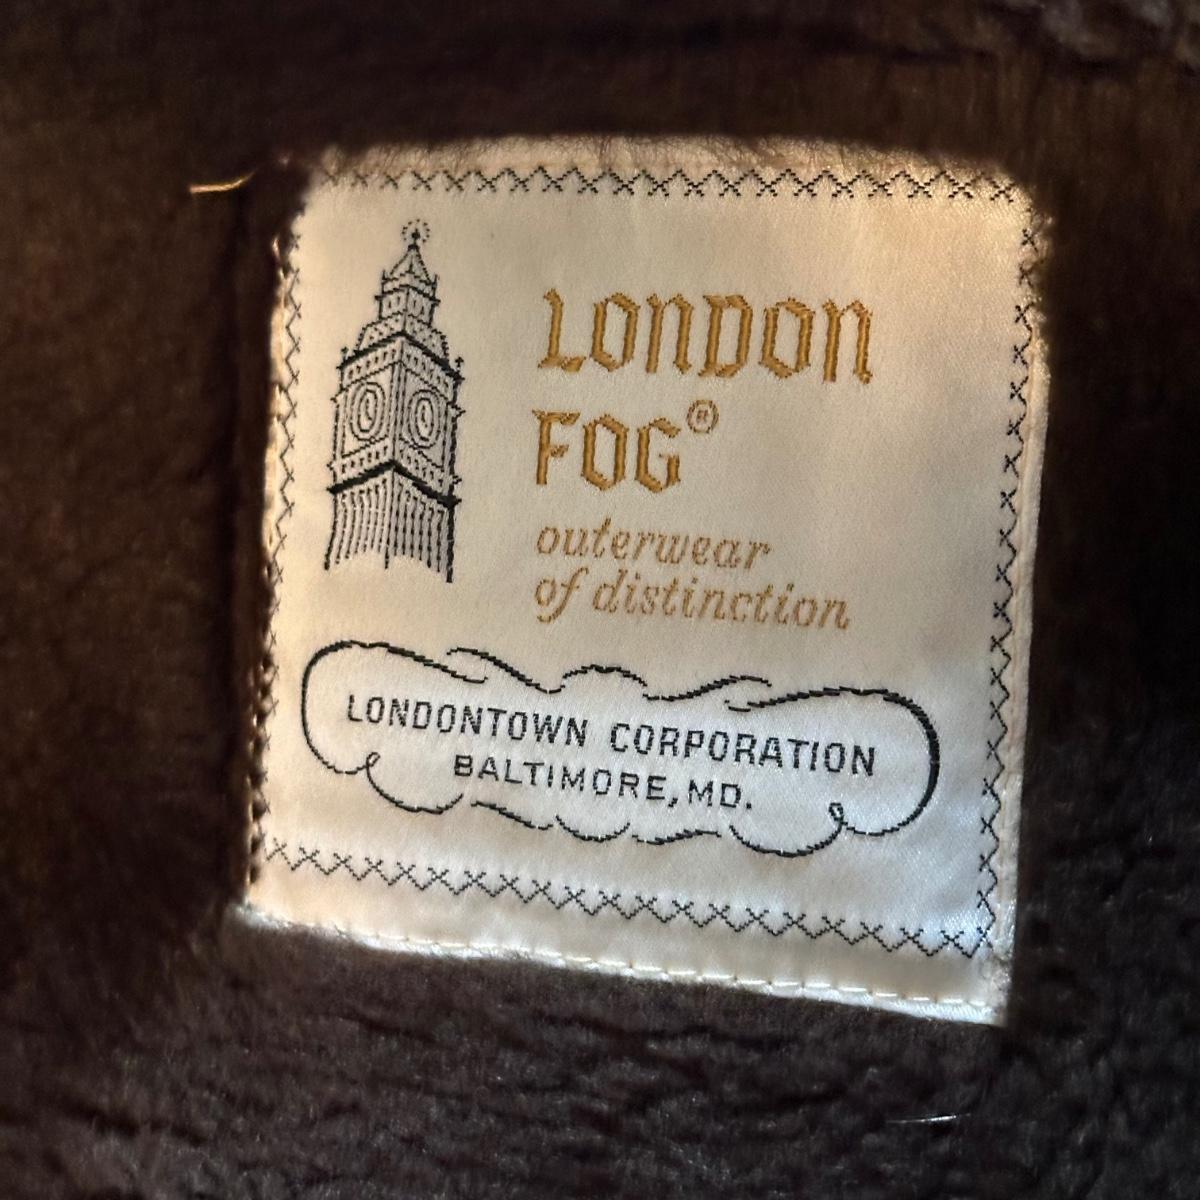 LONDON
FOG®
outerwear
of distinction
LONDONTOWN CORPORATION
BALTIMORE, MD.